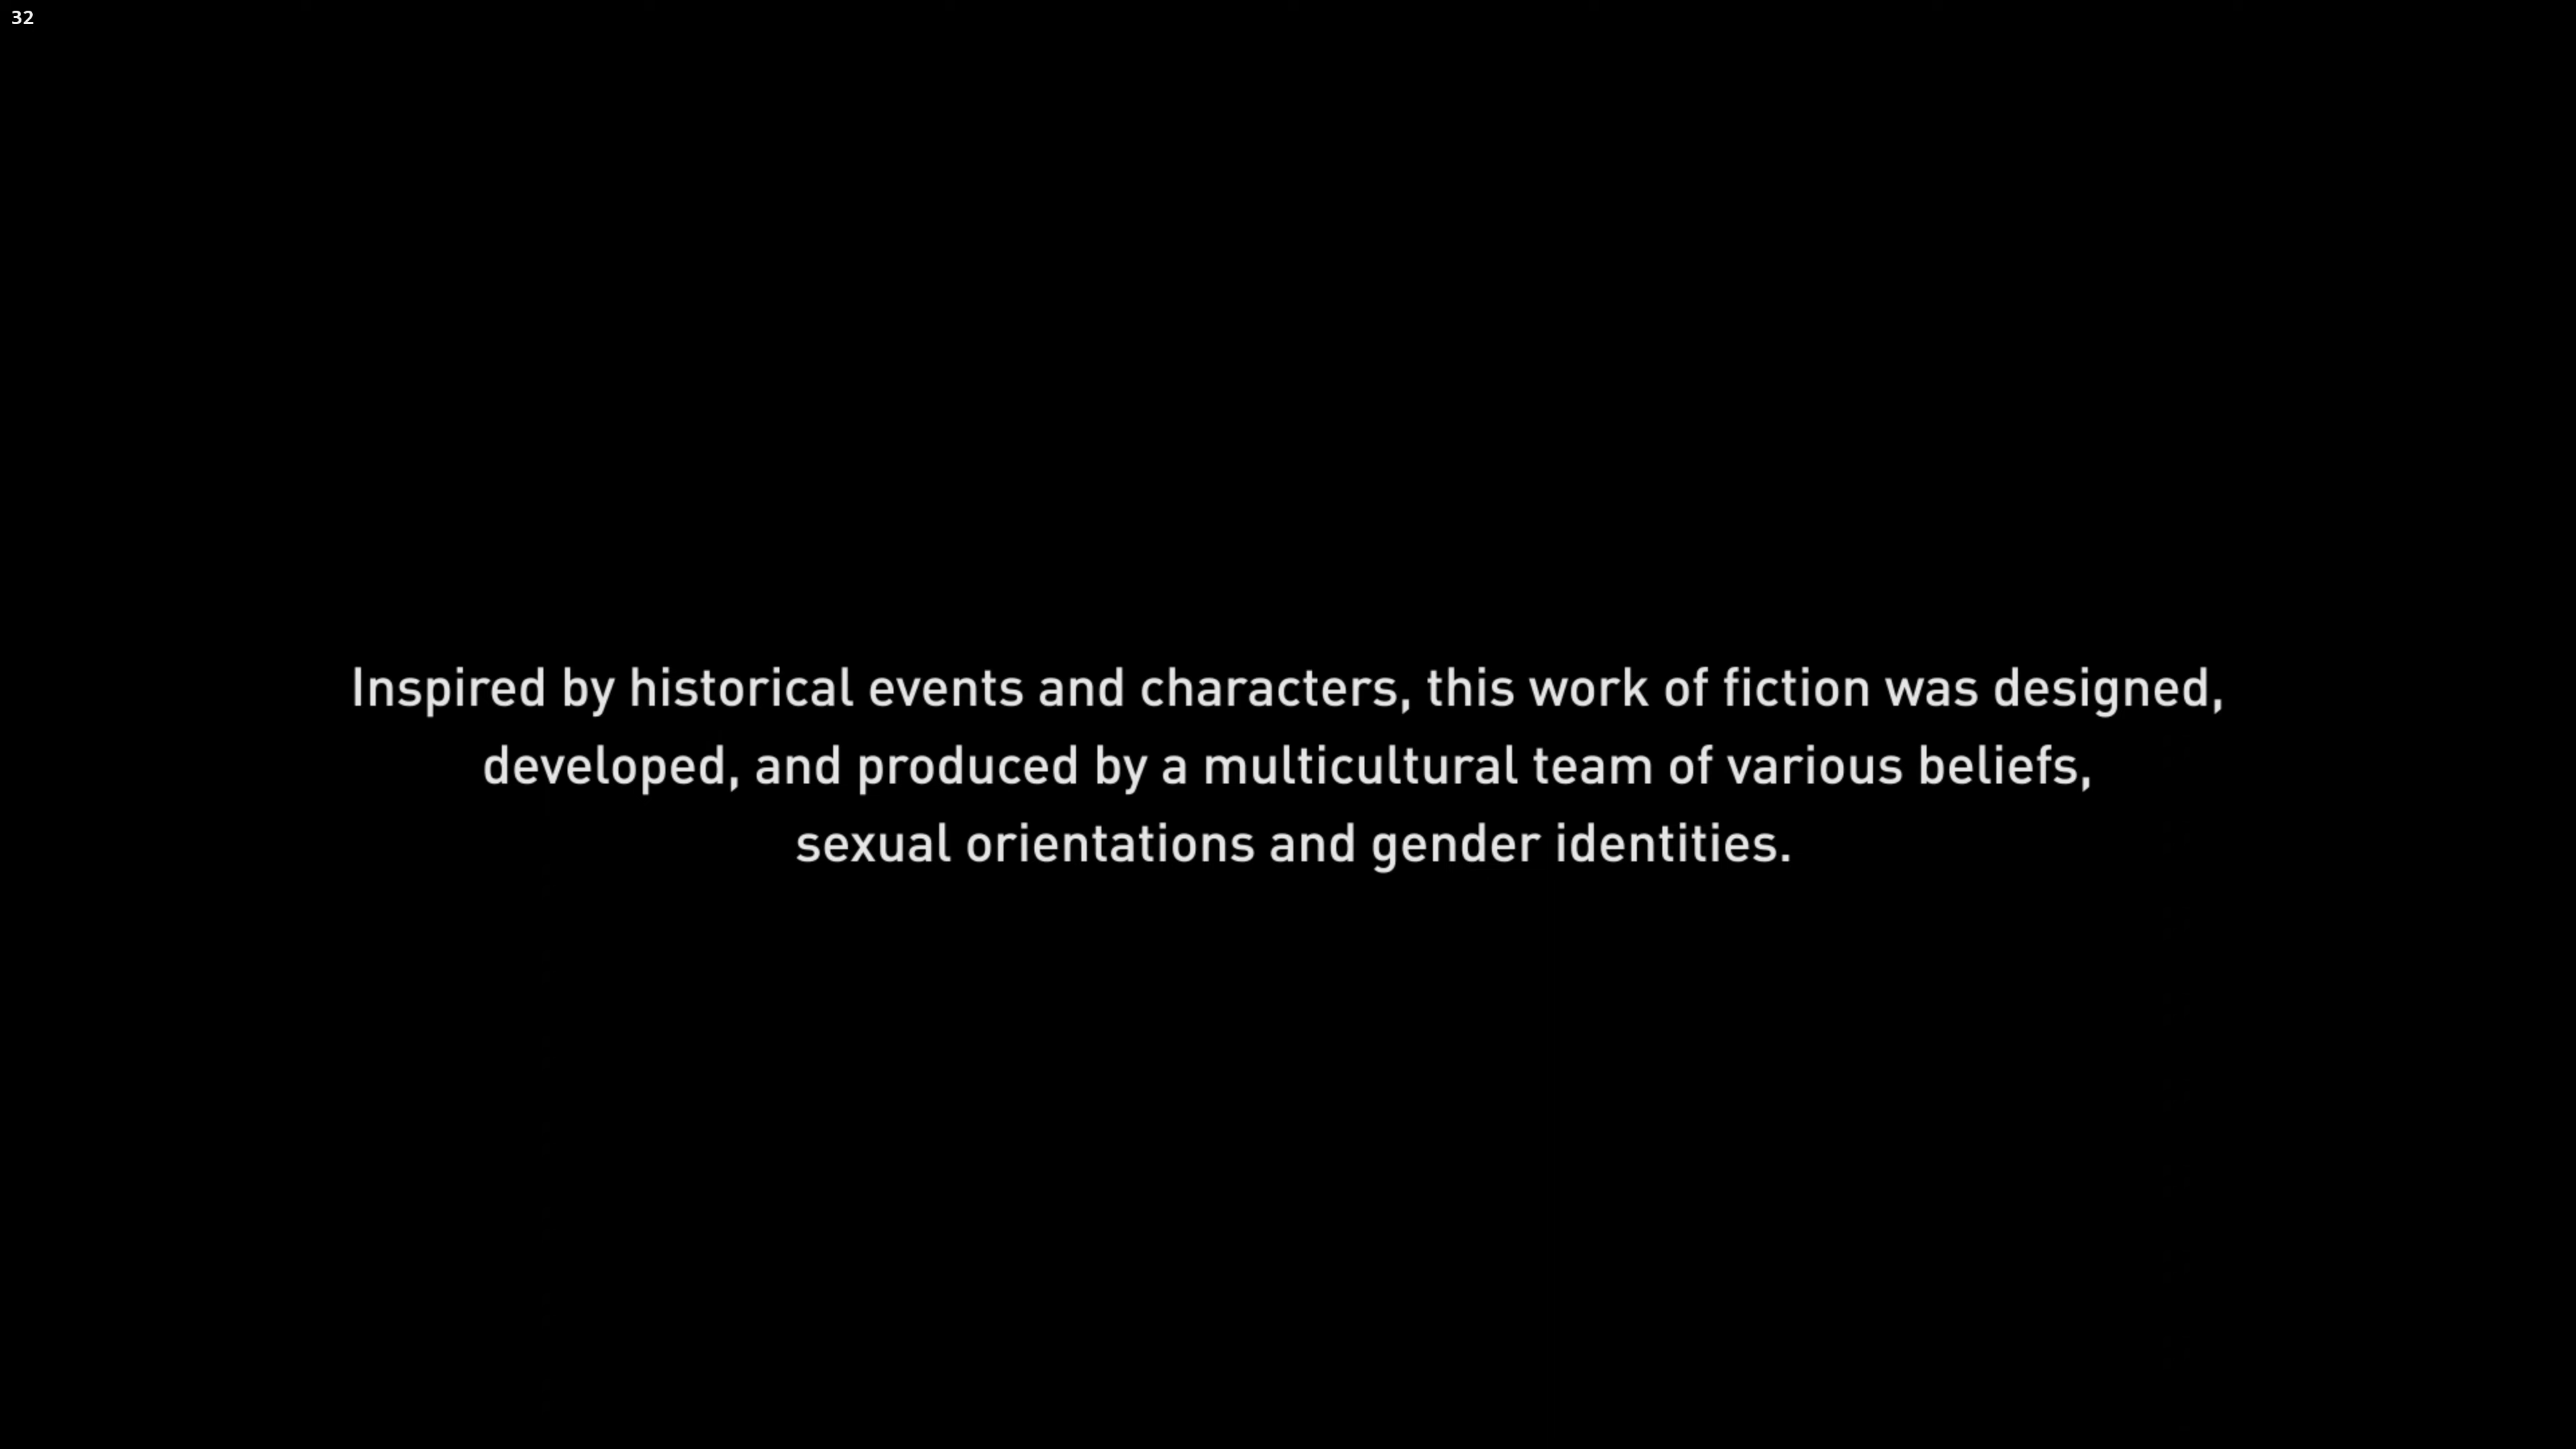 32
Inspired by historical events and characters, this work of fiction was designed,
developed, and produced by a multicultural team of various beliefs,
sexual orientations and gender identities.